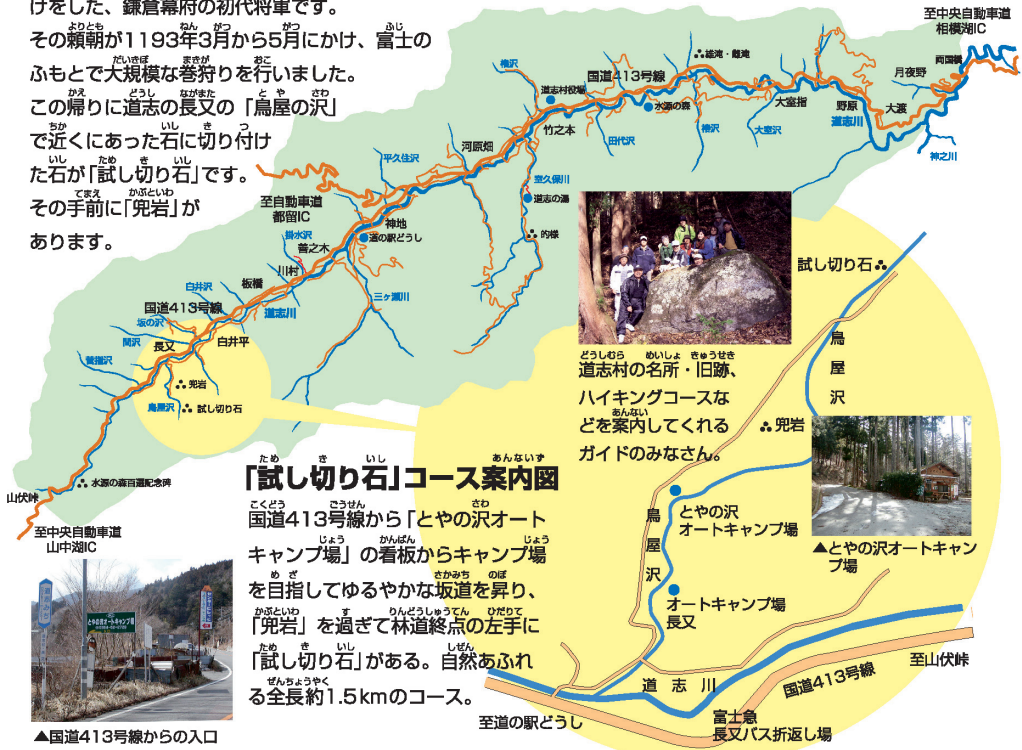 けをした、鎌倉幕府の初代将軍です。
その頼朝が1193年3月から5月にかけ、富士の
ふもとで大規模な巻狩りを行いました。
この帰りに道志の長又の「鳥屋の沢」
で近くにあった石に切り付け
た石が「試し切り石」です。
その手前に「兜岩」が
あります。
至中央自動車道
相模湖IC
両国橋
月夜野
大渡
野原
道志川
神之川
大室指
大室沢
雄滝・雌滝
国道413号線
水源の森
椿沢
田代沢
道志村役場
竹之本
室久保川
道志の湯
的様
河原畑
平久住沢
至自動車道
都留IC
神地
道の駅どうし
掛水沢
善之木
川村
三ヶ瀬川
板橋
白井沢
道志川
国道413号線
坂の沢
白井平
関沢
長又
兜岩
鳥屋沢
試し切り石
山伏峠
水源の森百選記念碑
至中央自動車道
山中湖IC
道志村の名所・旧跡、
ハイキングコースな
どを案内してくれる
ガイドのみなさん。
「試し切り石」コース案内図
国道413号線から「とやの沢オート
キャンプ場」の看板からキャンプ場
を目指してゆるやかな坂道を昇り、
「兜岩」を過ぎて林道終点の左手に
「試し切り石」がある。自然あふれ
る全長約1.5kmのコース。
とやの沢オートキャンプ場
▲国道413号線からの入口
試し切り石
鳥屋沢
兜岩
とやの沢
オートキャンプ場
▲とやの沢オートキャン
プ場
鳥屋沢
オートキャンプ場
長又
道志川
国道413号線
至山伏峠
至道の駅どうし
富士急
長又バス折返し場